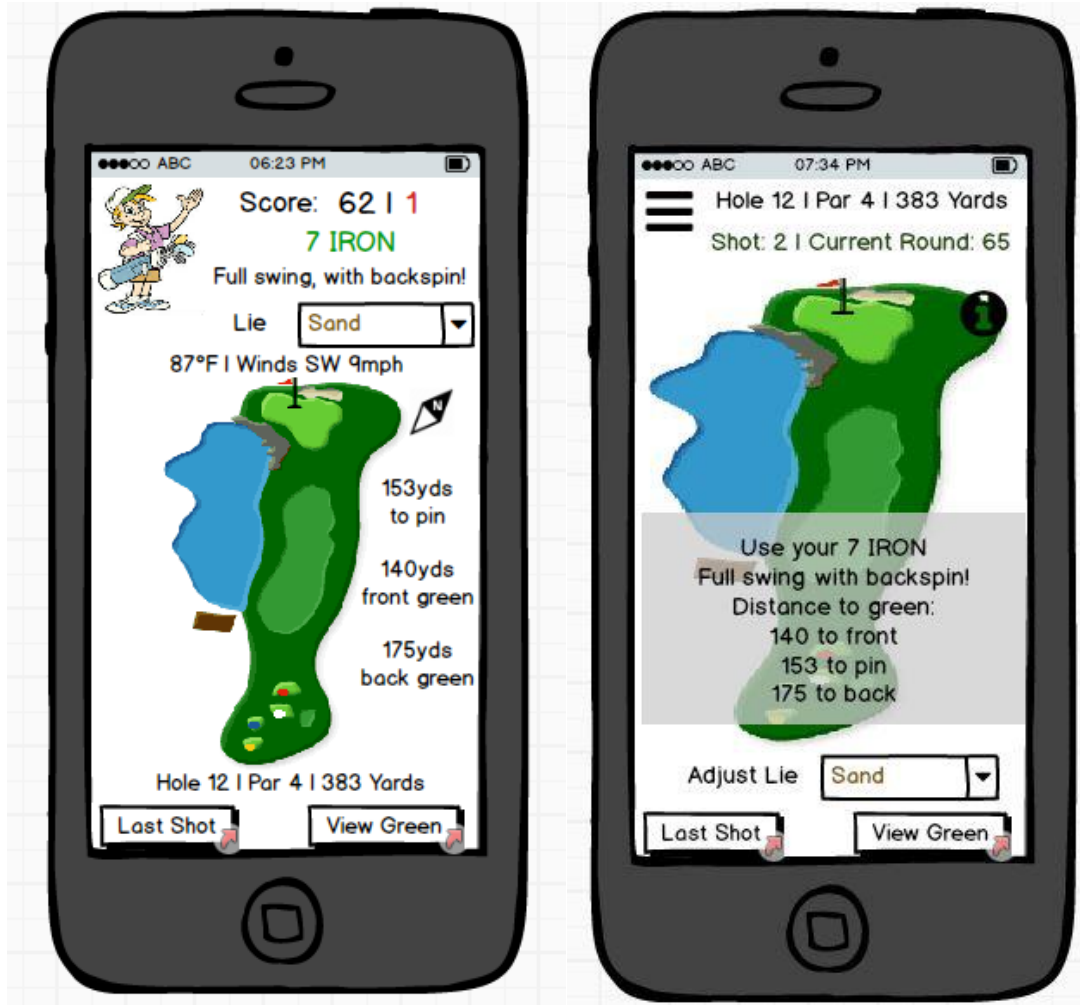 ●●●○○ ABC 06:23 PM
Score: 62 | 1
7 IRON
Full swing, with backspin!
Lie Sand
87°F | Winds SW 9mph
N
153yds
to pin
140yds
front green
175yds
back green
Hole 12 | Par 4 | 383 Yards
Last Shot View Green
●●●○○ ABC 07:34 PM
Hole 12 | Par 4 | 383 Yards
Shot: 2 | Current Round: 65
i
Use your 7 IRON
Full swing with backspin!
Distance to green:
140 to front
153 to pin
175 to back
Adjust Lie Sand
Last Shot View Green